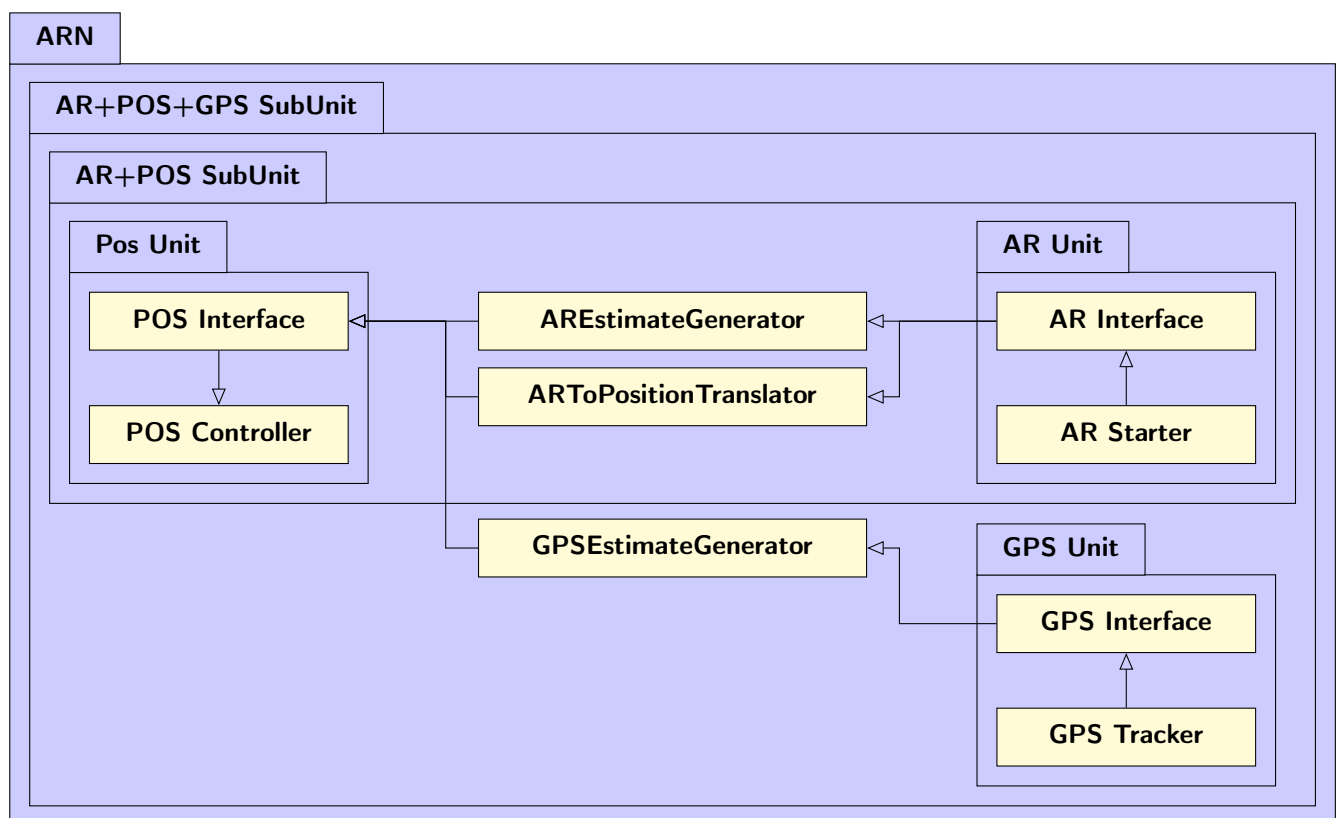 ARN
AR+POS+GPS SubUnit
AR+POS SubUnit
Pos Unit
AR Unit
POS Interface
AREstimateGenerator
AR Interface
ARToPositionTranslator
POS Controller
AR Starter
GPSEstimateGenerator
GPS Unit
GPS Interface
GPS Tracker